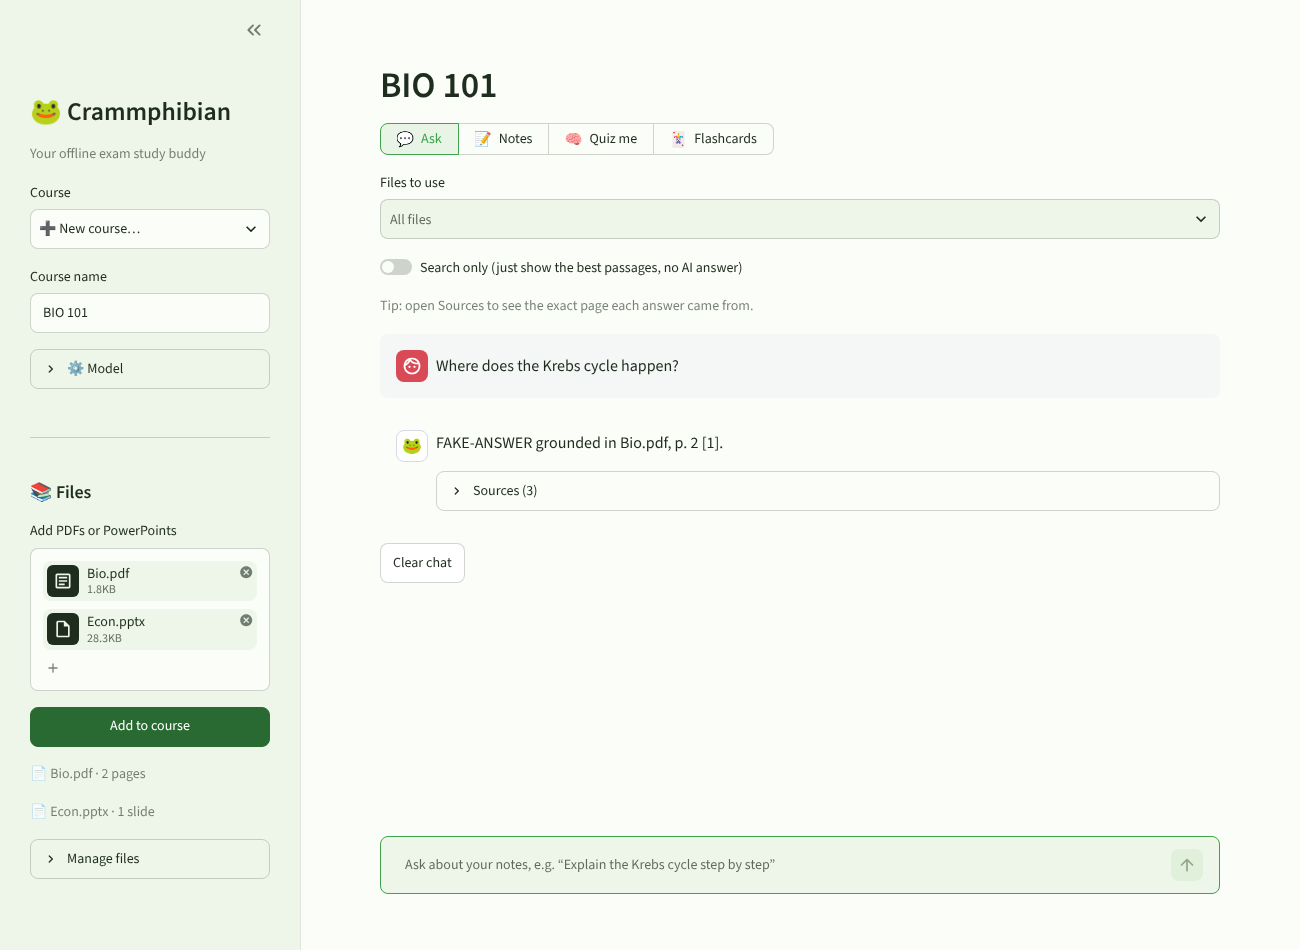 Crammphibian
Your offline exam study buddy
Course
New course…
Course name
BIO 101
Model
Files
Add PDFs or PowerPoints
Bio.pdf
1.8KB
Econ.pptx
28.3KB
Add to course
Bio.pdf · 2 pages
Econ.pptx · 1 slide
Manage files
BIO 101
Ask
Notes
Quiz me
Flashcards
Files to use
All files
Search only (just show the best passages, no AI answer)
Tip: open Sources to see the exact page each answer came from.
Where does the Krebs cycle happen?
FAKE-ANSWER grounded in Bio.pdf, p. 2 [1].
Sources (3)
Clear chat
Ask about your notes, e.g. “Explain the Krebs cycle step by step”